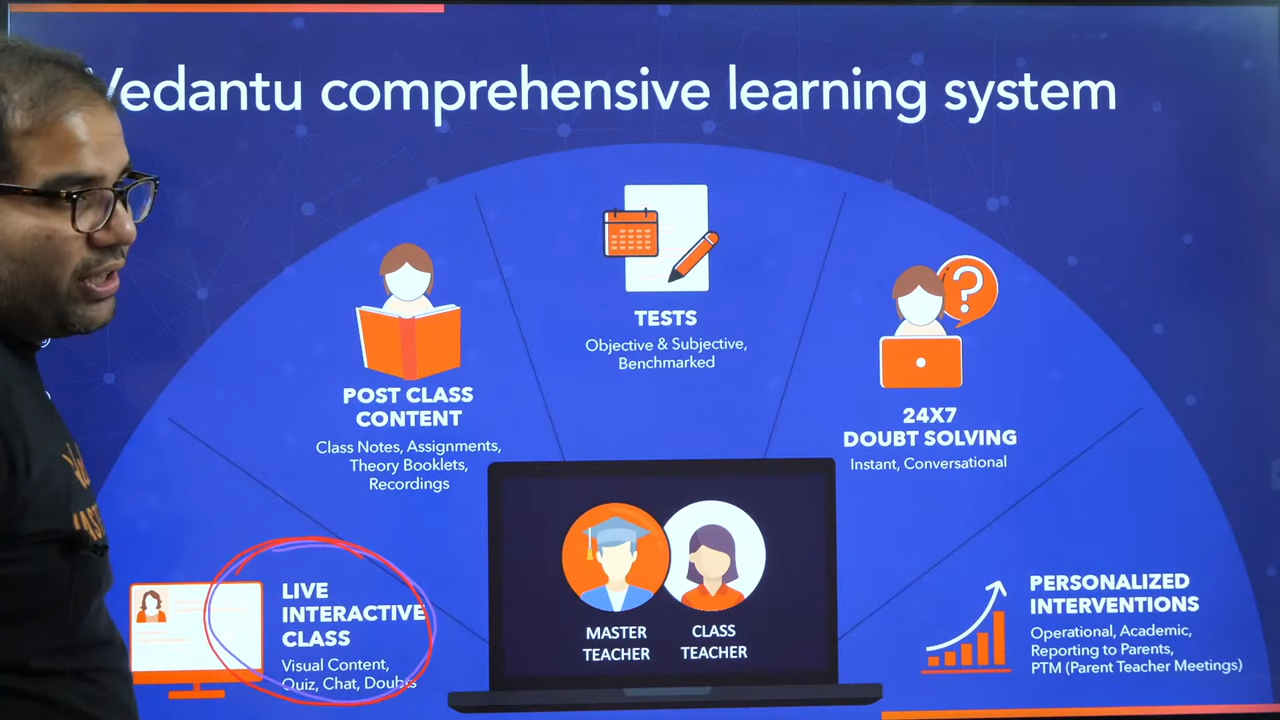 Vedantu comprehensive learning system
TESTS
Objective & Subjective,
Benchmarked
POST CLASS
CONTENT
Class Notes, Assignments,
Theory Booklets,
Recordings
24X7
DOUBT SOLVING
Instant, Conversational
LIVE
INTERACTIVE
CLASS
Visual Content,
Quiz, Chat, Doubts
MASTER
TEACHER
CLASS
TEACHER
PERSONALIZED
INTERVENTIONS
Operational, Academic,
Reporting to Parents,
PTM (Parent Teacher Meetings)